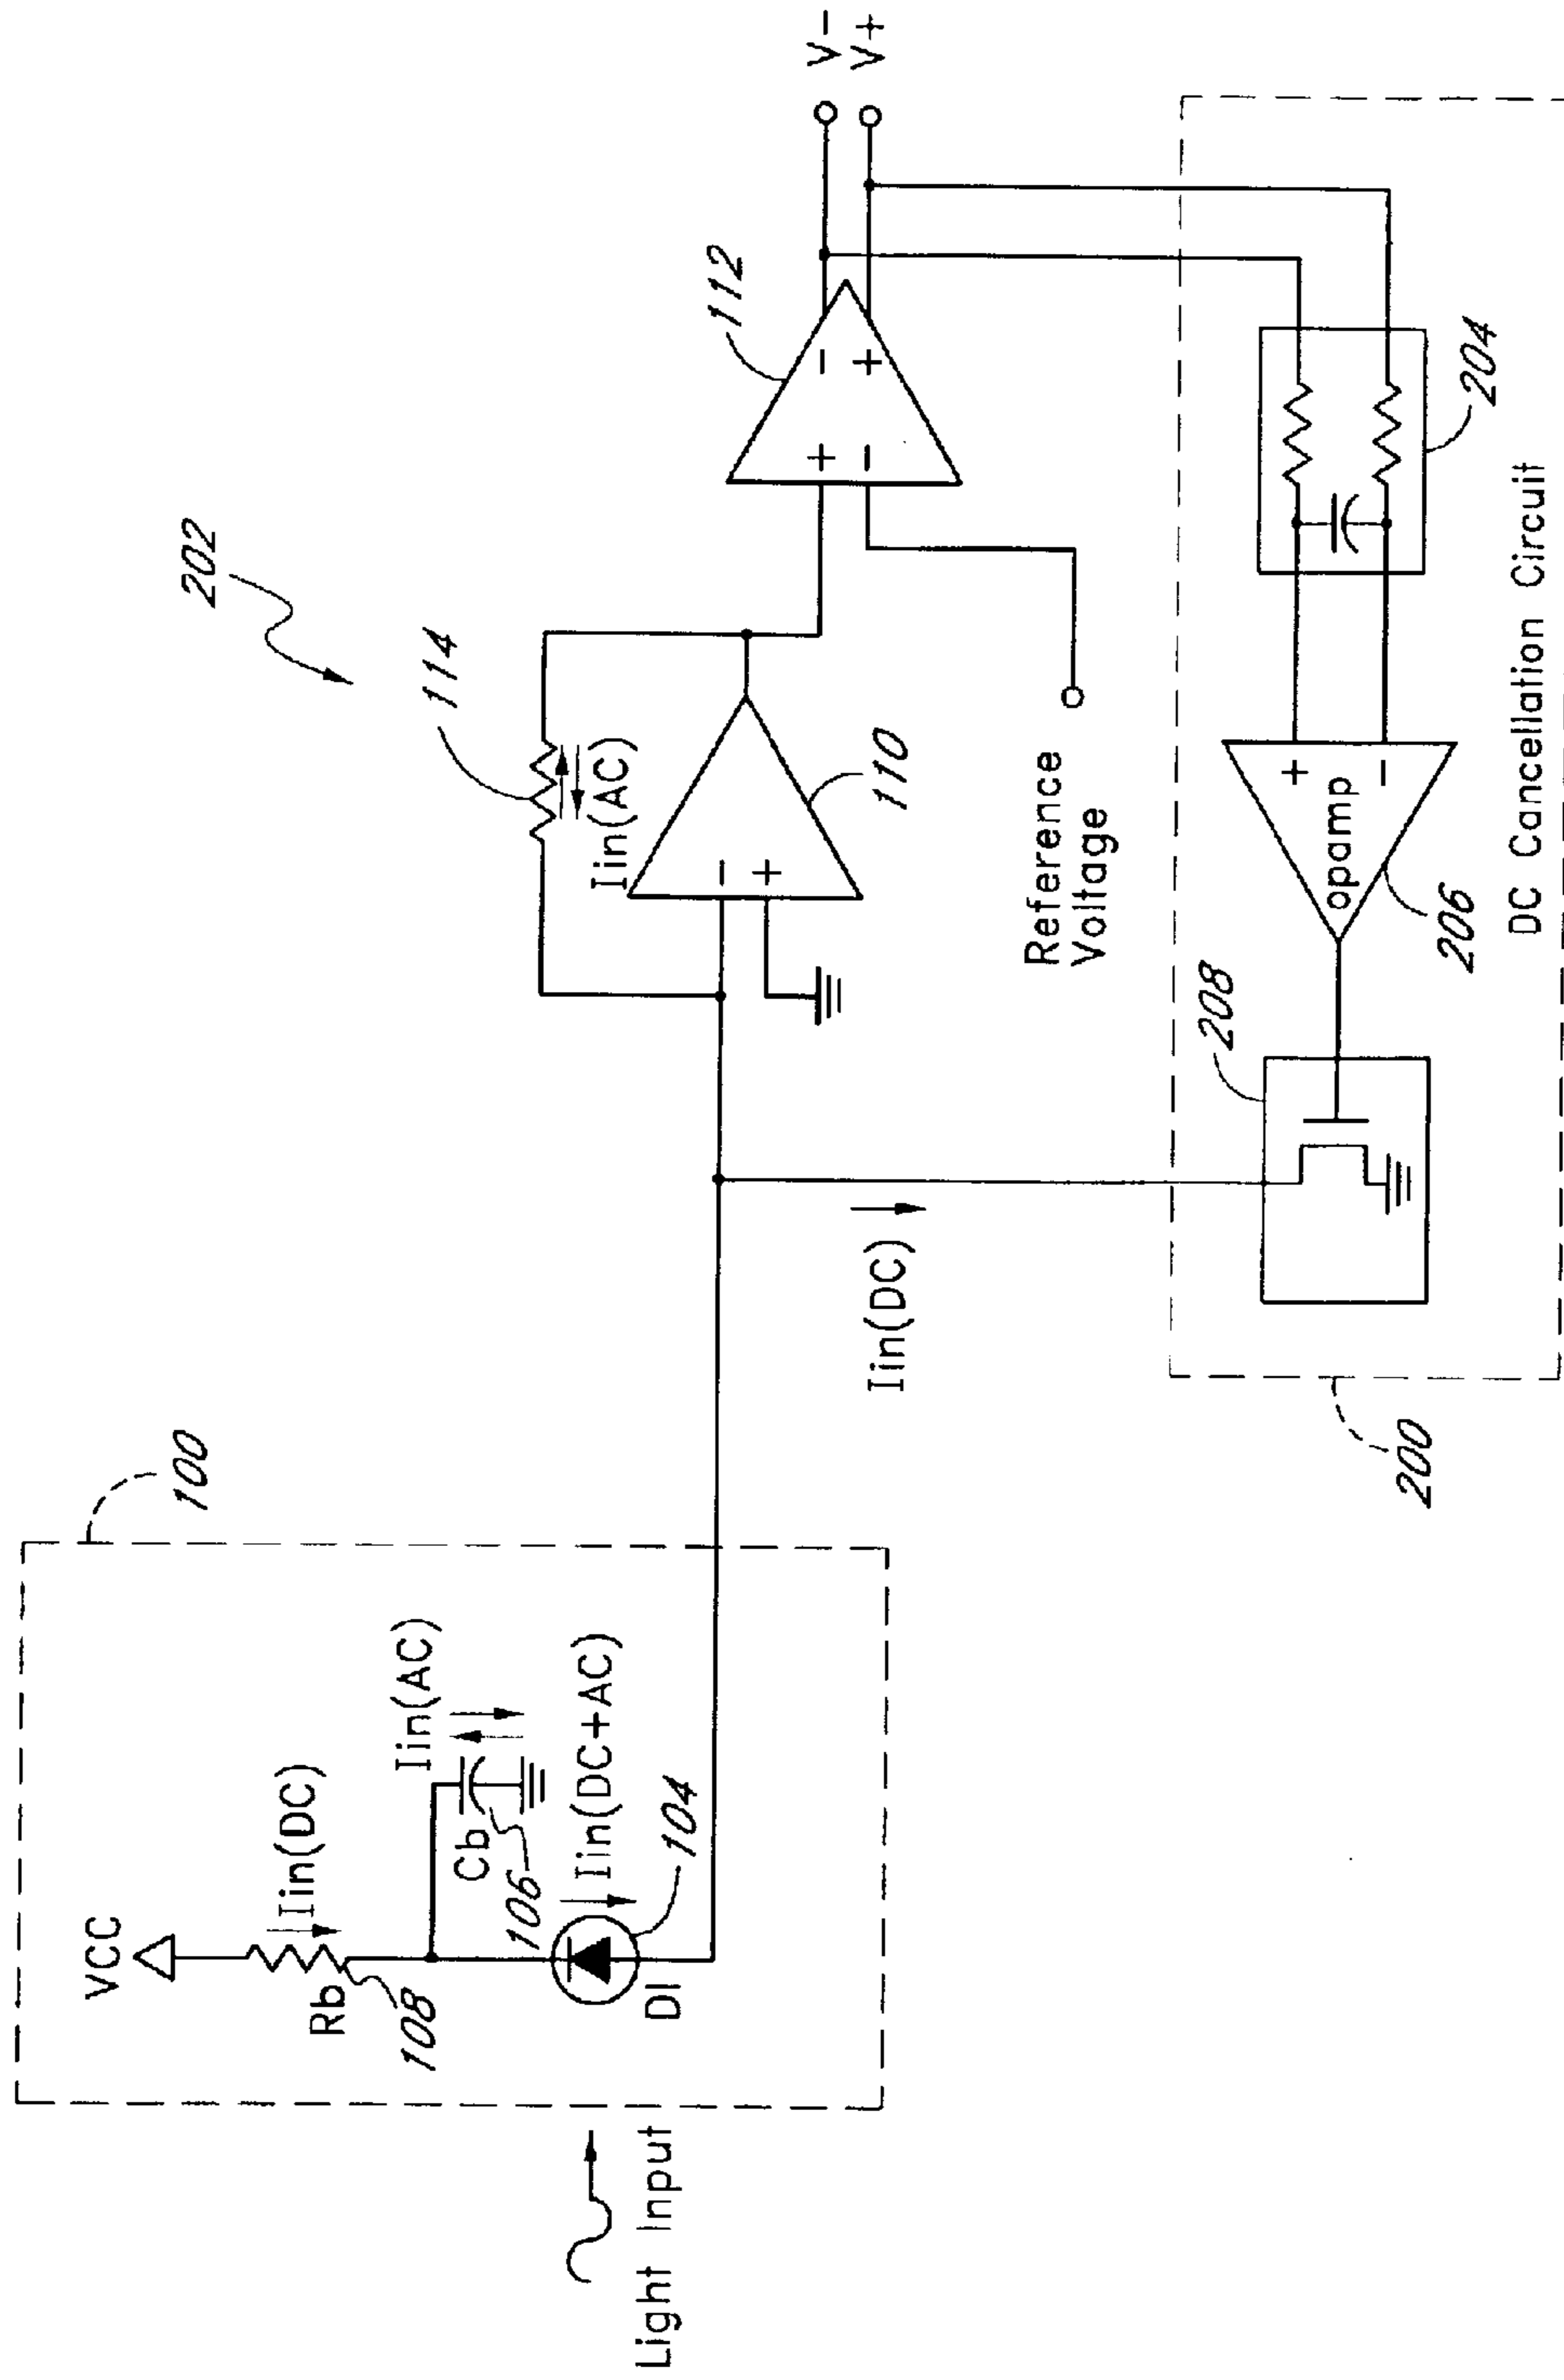 202
100
VCC
Iin(DC)
Rb
108
Iin(AC)
Cb
106
Iin(DC+AC)
104
DI
Light Input
114
Iin(AC)
-
+
110
112
+
-
-
+
V-
V+
Reference
Voltage
Iin(DC)
200
208
opamp
+
-
206
204
DC Cancellation Circuit